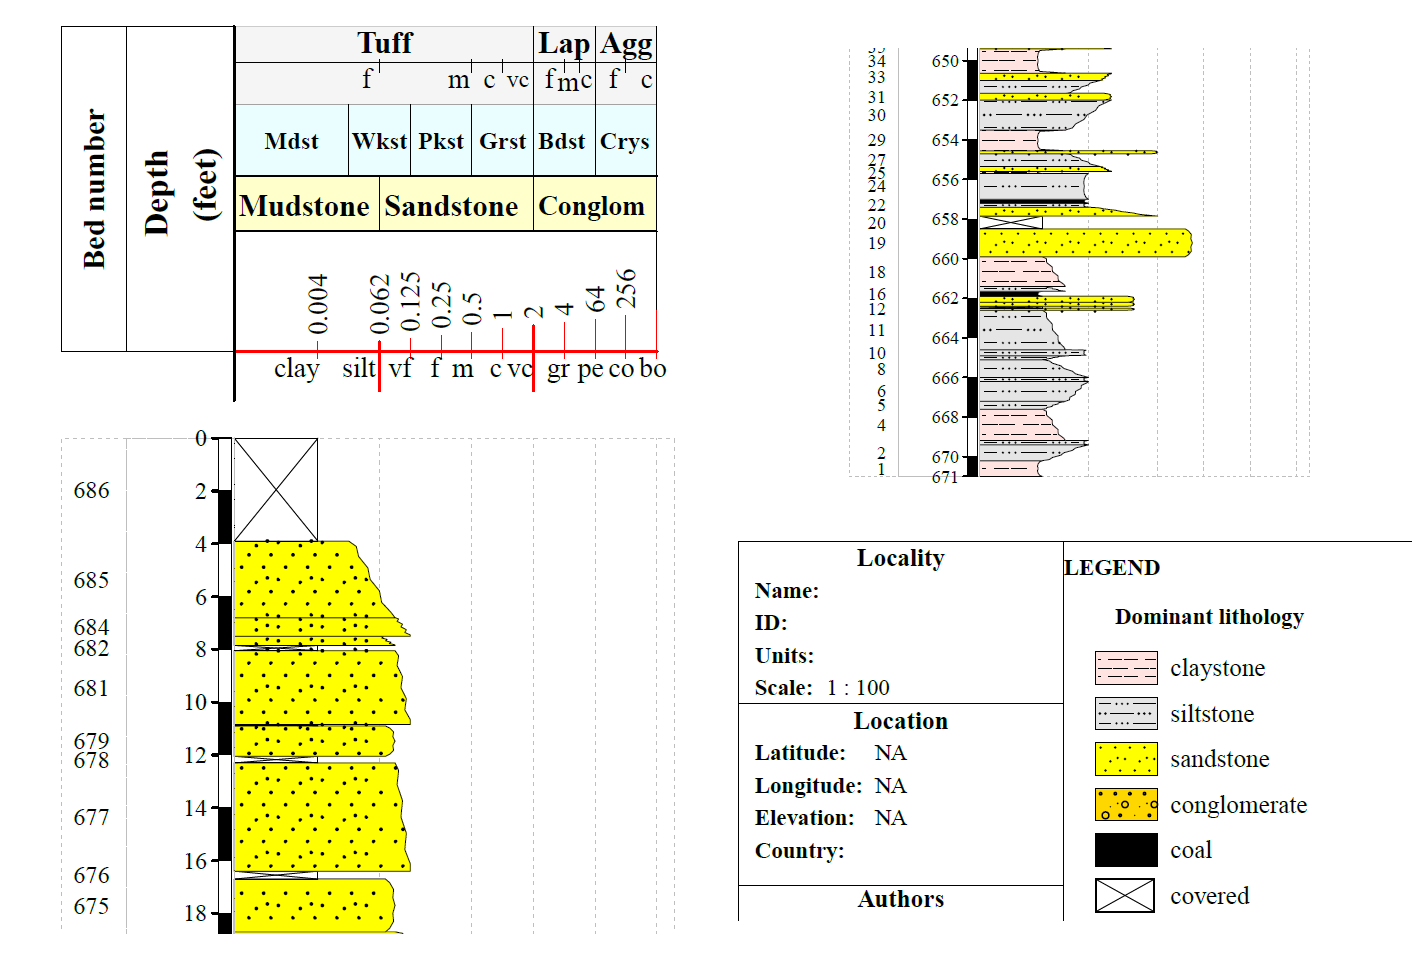 Bed number
Depth
(feet)
Tuff Lap Agg
f m c vc f m c f c
Mdst Wkst Pkst Grst Bdst Crys
Mudstone Sandstone Conglom
0.004 0.062 0.125 0.25 0.5 1 2 4 64 256
clay silt vf f m c vc gr pe co bo
0
686 2
4
685 6
684
682 8
681 10
679
678 12
677 14
16
676
675 18
34 650
33
31 652
30
29 654
27
25 656
24
22
20 658
19
660
18
16 662
12
11 664
10
8 666
6
5 668
4
2 670
1 671
Locality
Name:
ID:
Units:
Scale: 1 : 100
Location
Latitude: NA
Longitude: NA
Elevation: NA
Country:
Authors
LEGEND
Dominant lithology
claystone
siltstone
sandstone
conglomerate
coal
covered